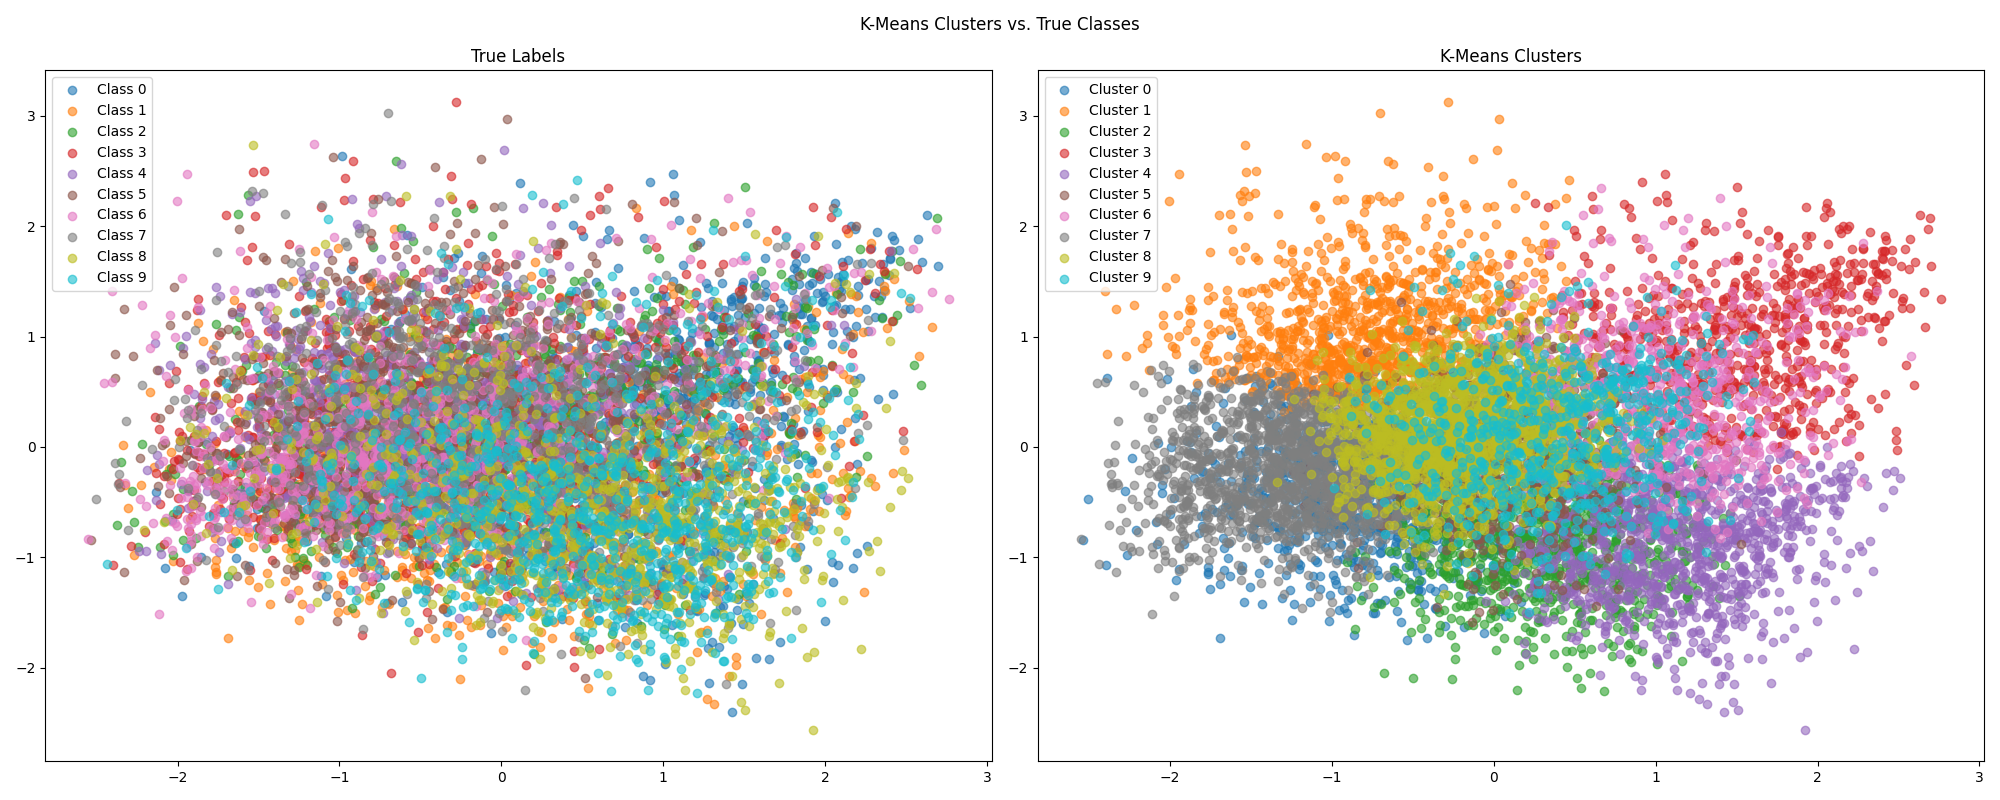 K-Means Clusters vs. True Classes
True Labels
Class 0
Class 1
Class 2
Class 3
Class 4
Class 5
Class 6
Class 7
Class 8
Class 9
3
2
1
0
−1
−2
−2
−1
0
1
2
3
K-Means Clusters
Cluster 0
Cluster 1
Cluster 2
Cluster 3
Cluster 4
Cluster 5
Cluster 6
Cluster 7
Cluster 8
Cluster 9
3
2
1
0
−1
−2
−2
−1
0
1
2
3